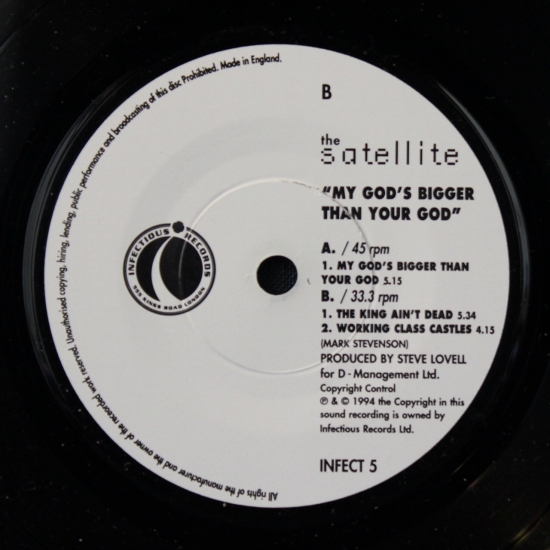 B
the
satellite
"MY GOD'S BIGGER
THAN YOUR GOD"
A. / 45 rpm
1. MY GOD'S BIGGER THAN
YOUR GOD 5.15
B. / 33.3 rpm
1. THE KING AIN'T DEAD 5.34
2. WORKING CLASS CASTLES 4.15
(MARK STEVENSON)
PRODUCED BY STEVE LOVELL
for D - Management Ltd.
Copyright Control
℗ & © 1994 the Copyright in this
sound recording is owned by
Infectious Records Ltd.
INFECT 5
INFECTIOUS RECORDS
KINGS ROAD LONDON
All rights of the manufacturer and the owner of the recorded work reserved. Unauthorised copying, hiring, lending, public performance and broadcasting of this disc Prohibited. Made in England.